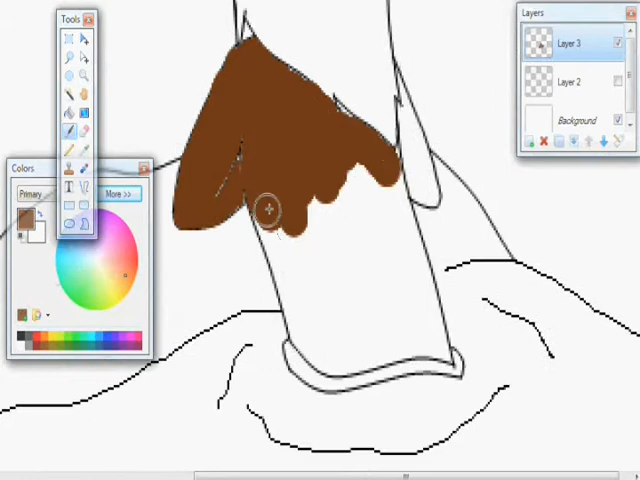 Tools
T
Layers
Layer 3
Layer 2
Background
Colors
Primary
More >>